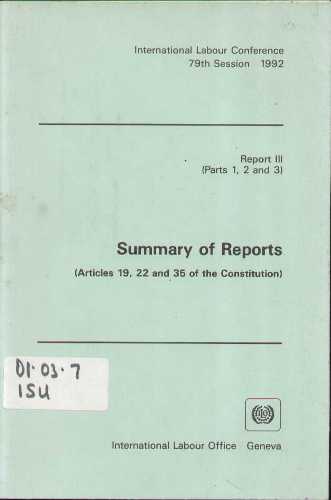 International Labour Conference
79th Session 1992
Report III
(Parts 1, 2 and 3)
Summary of Reports
(Articles 19, 22 and 35 of the Constitution)
D1.03.7
ISU
International Labour Office Geneva